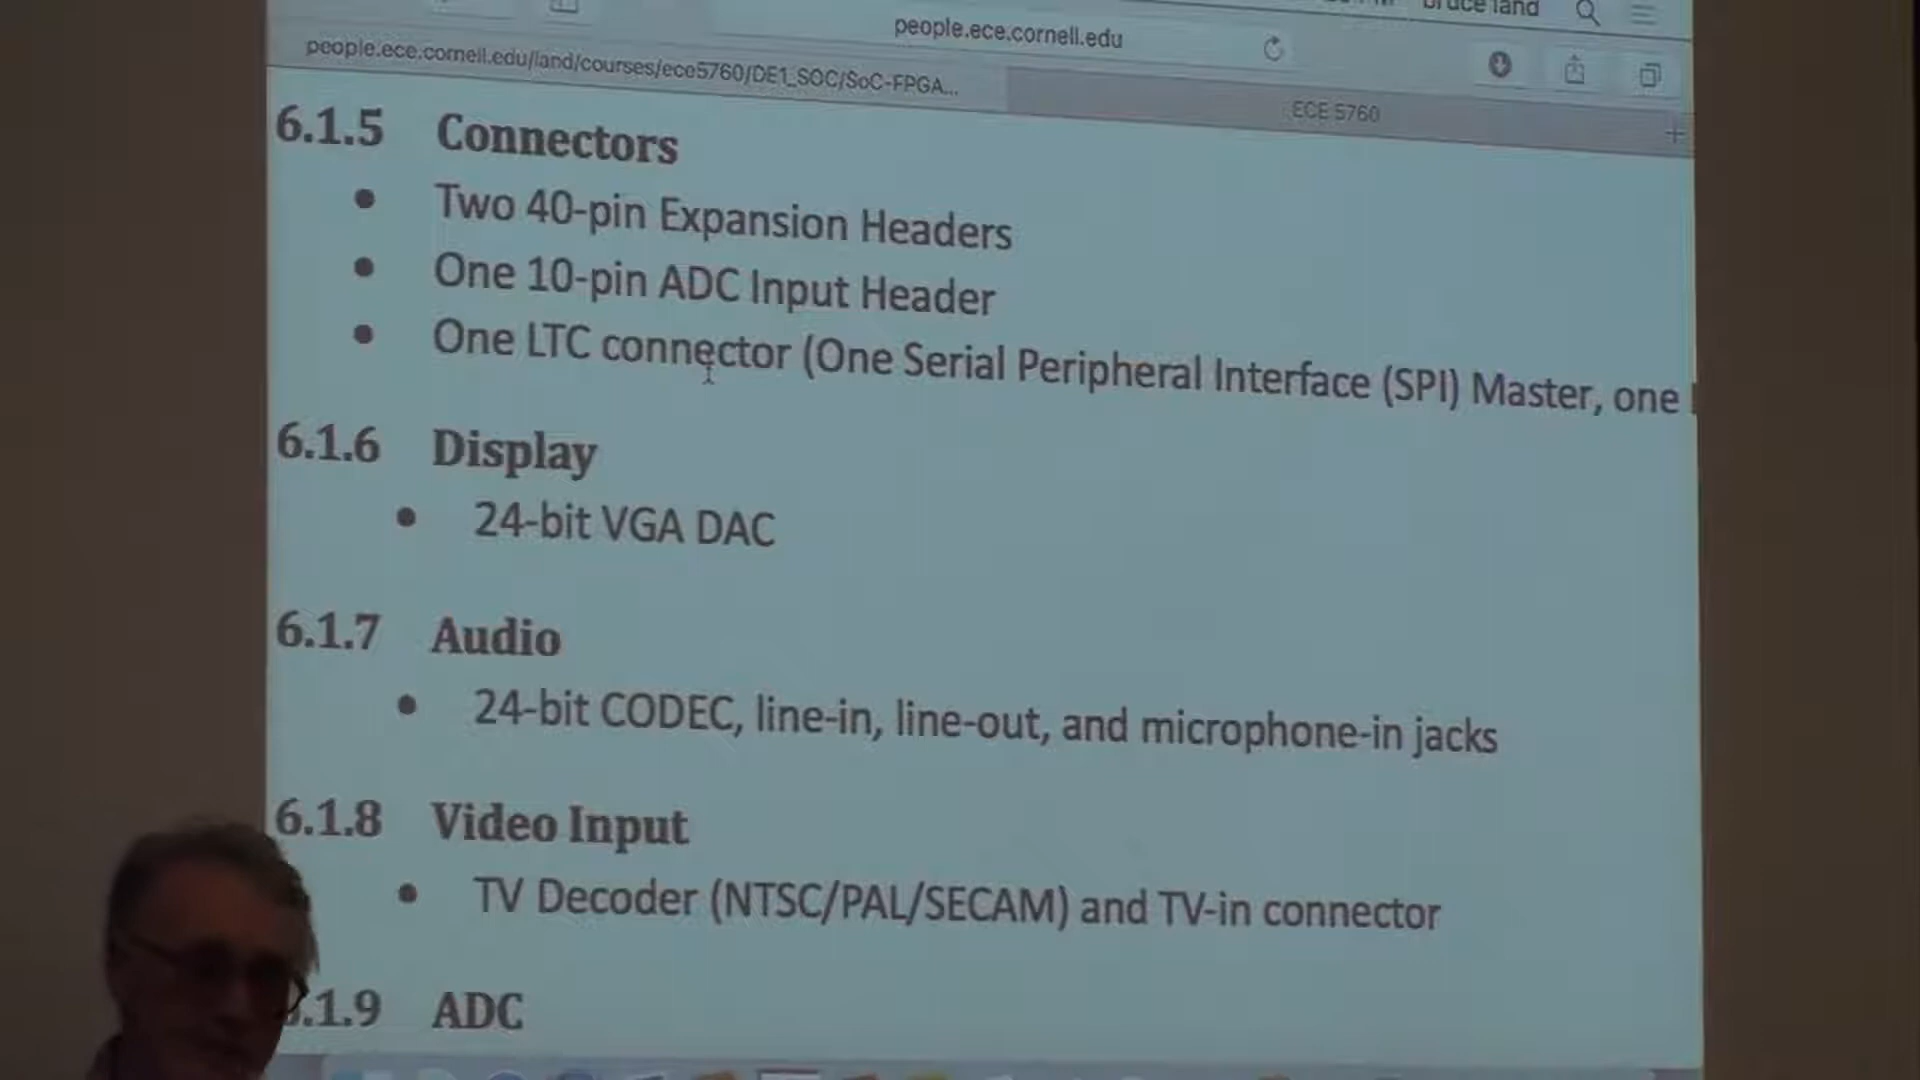 bruce land
people.ece.cornell.edu
people.ece.cornell.edu/land/courses/ece5760/DE1_SOC/SoC-FPGA...
ECE 5760
6.1.5 Connectors
• Two 40-pin Expansion Headers
• One 10-pin ADC Input Header
• One LTC connector (One Serial Peripheral Interface (SPI) Master, one
6.1.6 Display
• 24-bit VGA DAC
6.1.7 Audio
• 24-bit CODEC, line-in, line-out, and microphone-in jacks
6.1.8 Video Input
• TV Decoder (NTSC/PAL/SECAM) and TV-in connector
.1.9 ADC